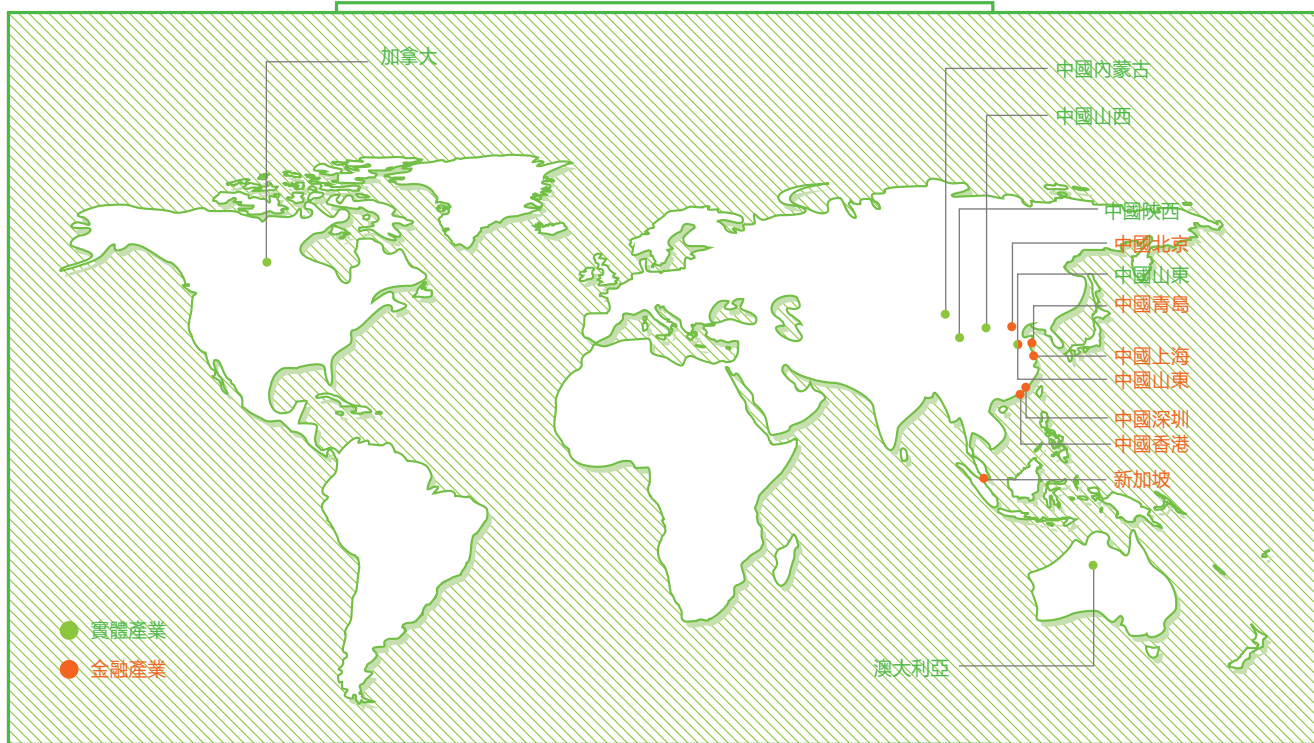 加拿大
中國內蒙古
中國山西
中國陝西
中國北京
中國山東
中國青島
中國上海
中國山東
中國深圳
中國香港
新加坡
實體產業
金融產業
澳大利亞